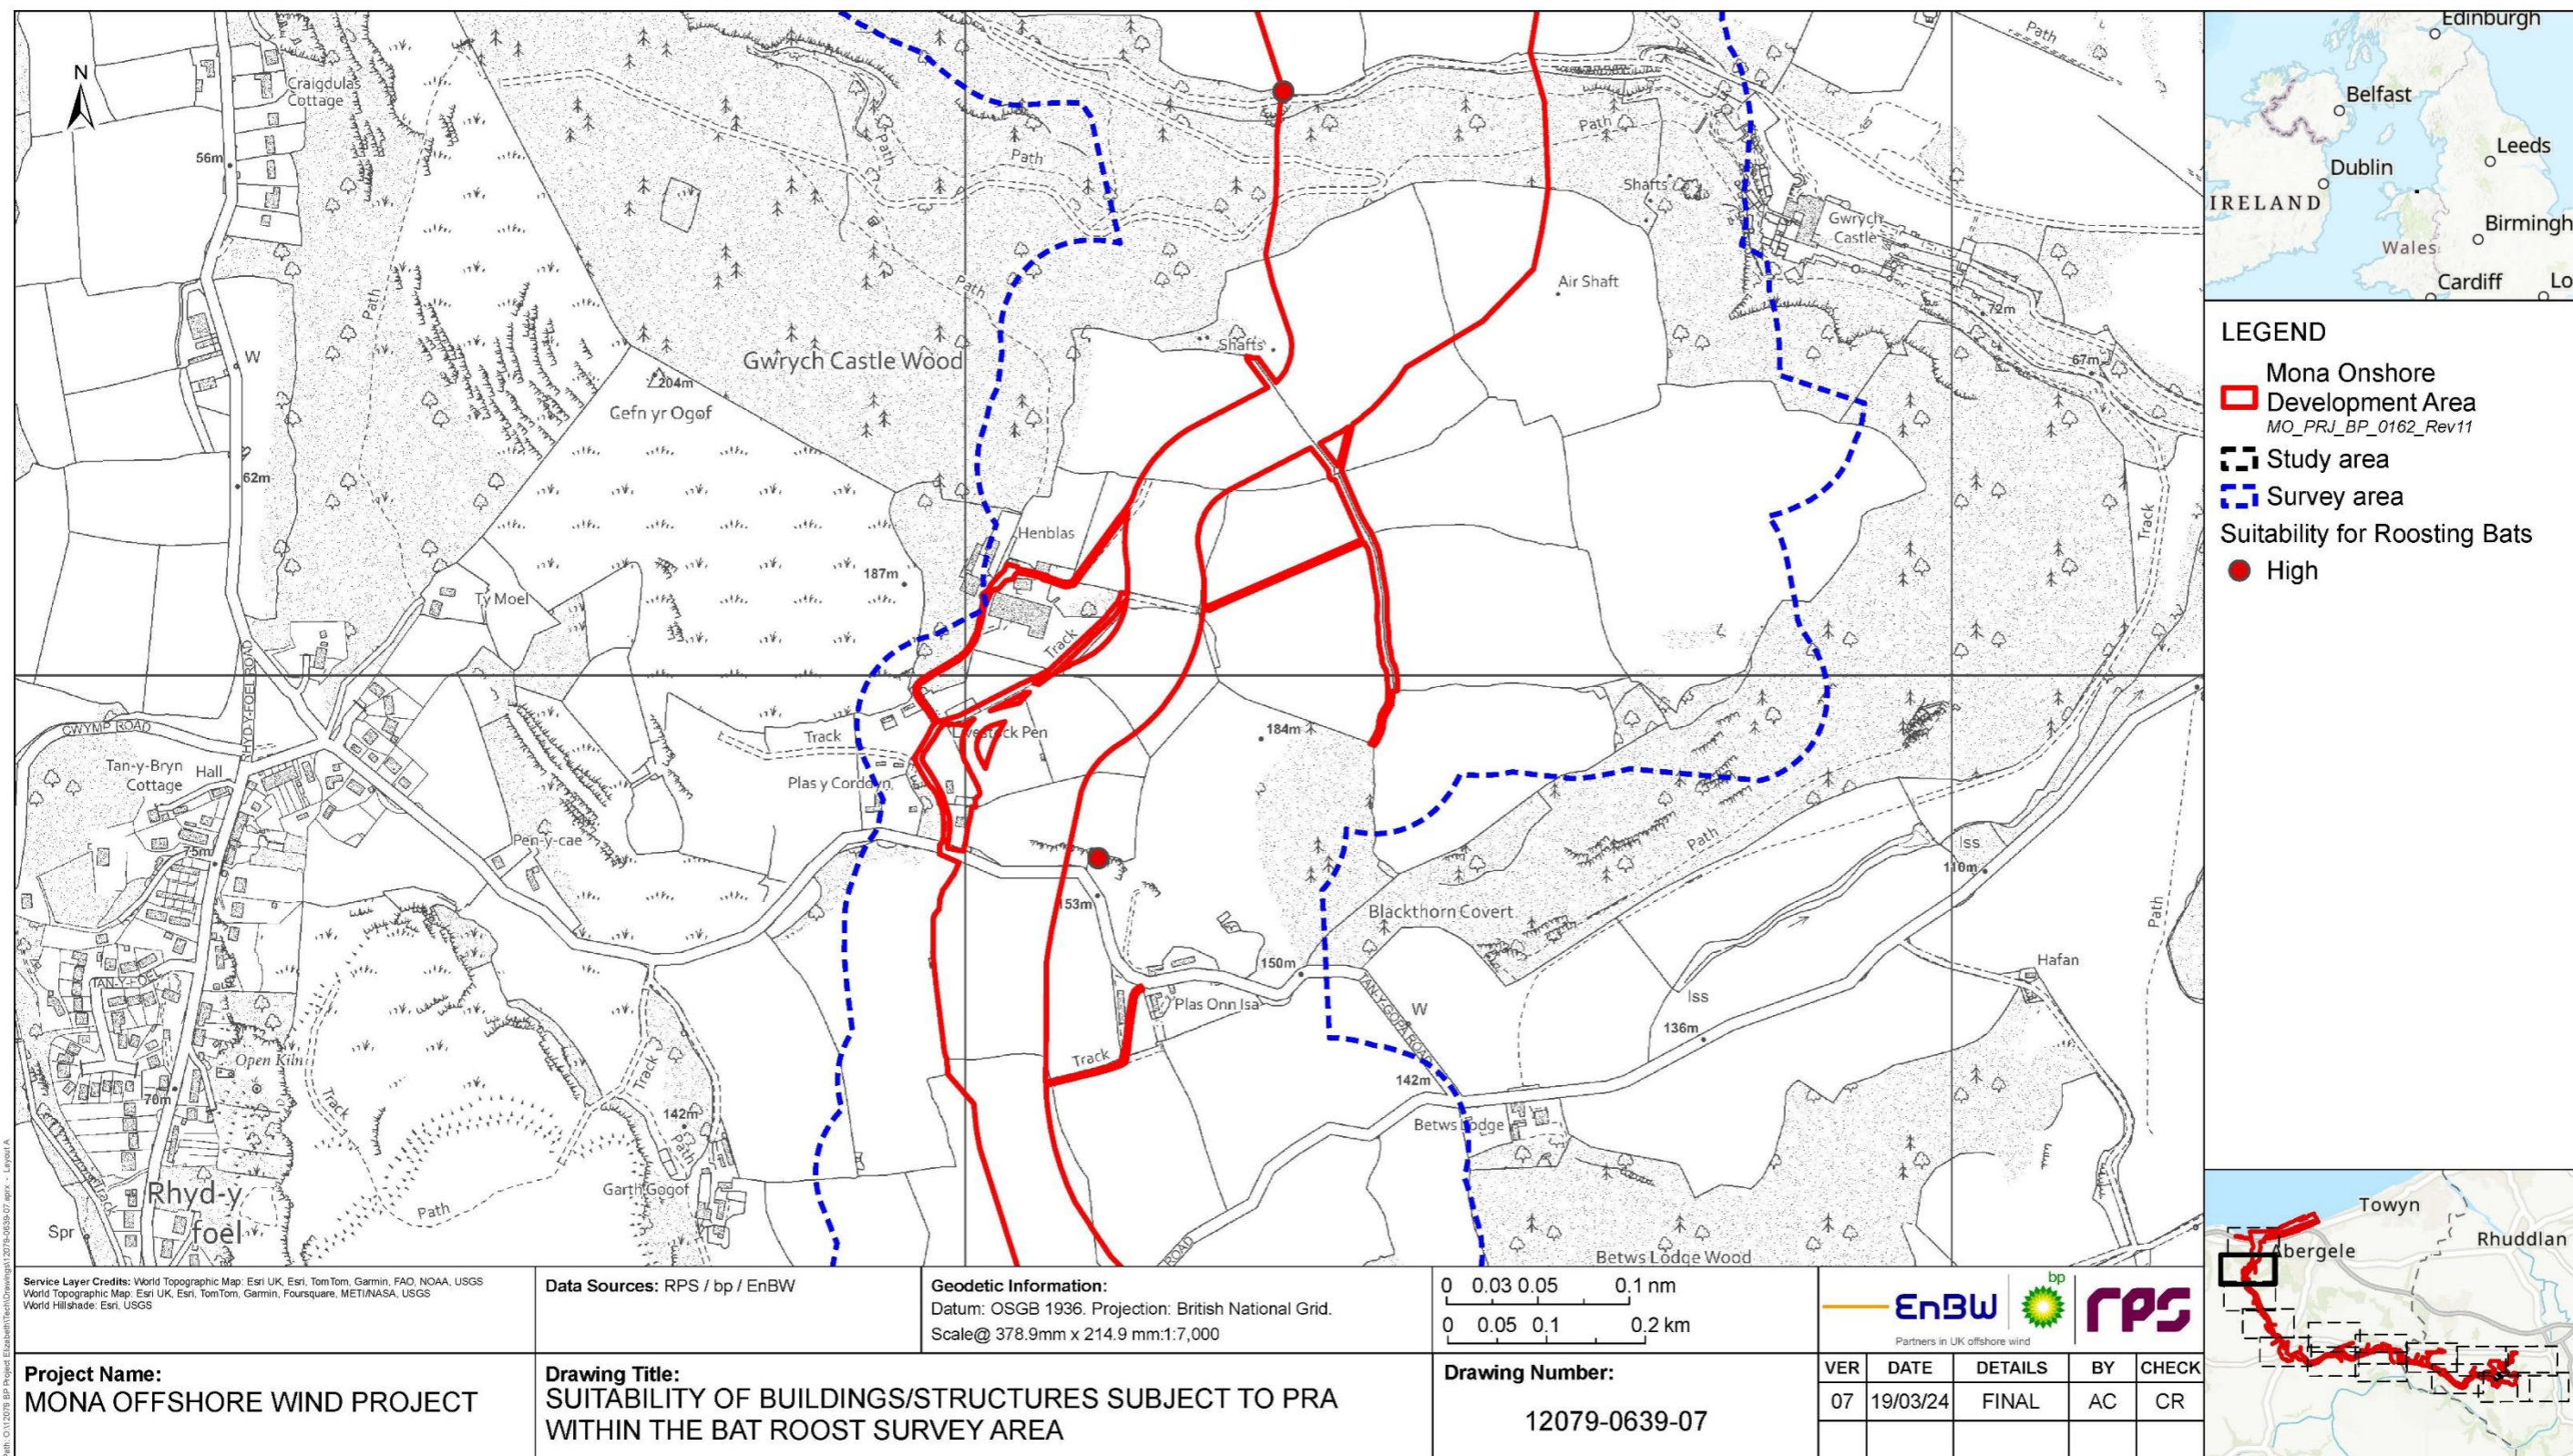 N
Craigdulas
Cottage
56m
W
62m
204m
Cefn yr Ogof
Gwrych Castle Wood
Path
Path
Path
Path
Path
Path
Shafts
Gwrych
Castle
Air Shaft
72m
67m
Shafts
Track
Henblas
187m
Ty Moel
Track
Livestock Pen
184m
Track
Plas y Cordoyn
GWYMP ROAD
RHYD-Y-FOEL ROAD
Tan-y-Bryn
Cottage
Hall
Pen-y-cae
75m
153m
Blackthorn Covert
Path
Iss
110m
Path
150m
Plas Onn Isa
TAN-Y-GOPA ROAD
W
Iss
136m
Hafan
Open Kiln
Track
Track
Track
142m
142m
Path
70m
Betws Lodge
Rhyd-y
foel
Garth Gogof
Path
Track
Spr
ROAD
Betws Lodge Wood
Edinburgh
Belfast
Leeds
Dublin
IRELAND
Birmingh
Wales
Cardiff
Lo
LEGEND
Mona Onshore
Development Area
MO_PRJ_BP_0162_Rev11
Study area
Survey area
Suitability for Roosting Bats
High
Towyn
Abergele
Rhuddlan
Service Layer Credits: World Topographic Map: Esri UK, Esri, TomTom, Garmin, FAO, NOAA, USGS
World Topographic Map: Esri UK, Esri, TomTom, Garmin, Foursquare, METI/NASA, USGS
World Hillshade: Esri, USGS
Data Sources: RPS / bp / EnBW
Geodetic Information:
Datum: OSGB 1936. Projection: British National Grid.
Scale@ 378.9mm x 214.9 mm:1:7,000
0 0.03 0.05 0.1 nm
0 0.05 0.1 0.2 km
EnBW bp rps
Partners in UK offshore wind
Project Name:
MONA OFFSHORE WIND PROJECT
Drawing Title:
SUITABILITY OF BUILDINGS/STRUCTURES SUBJECT TO PRA
WITHIN THE BAT ROOST SURVEY AREA
Drawing Number:
12079-0639-07
VER DATE DETAILS BY CHECK
07 19/03/24 FINAL AC CR